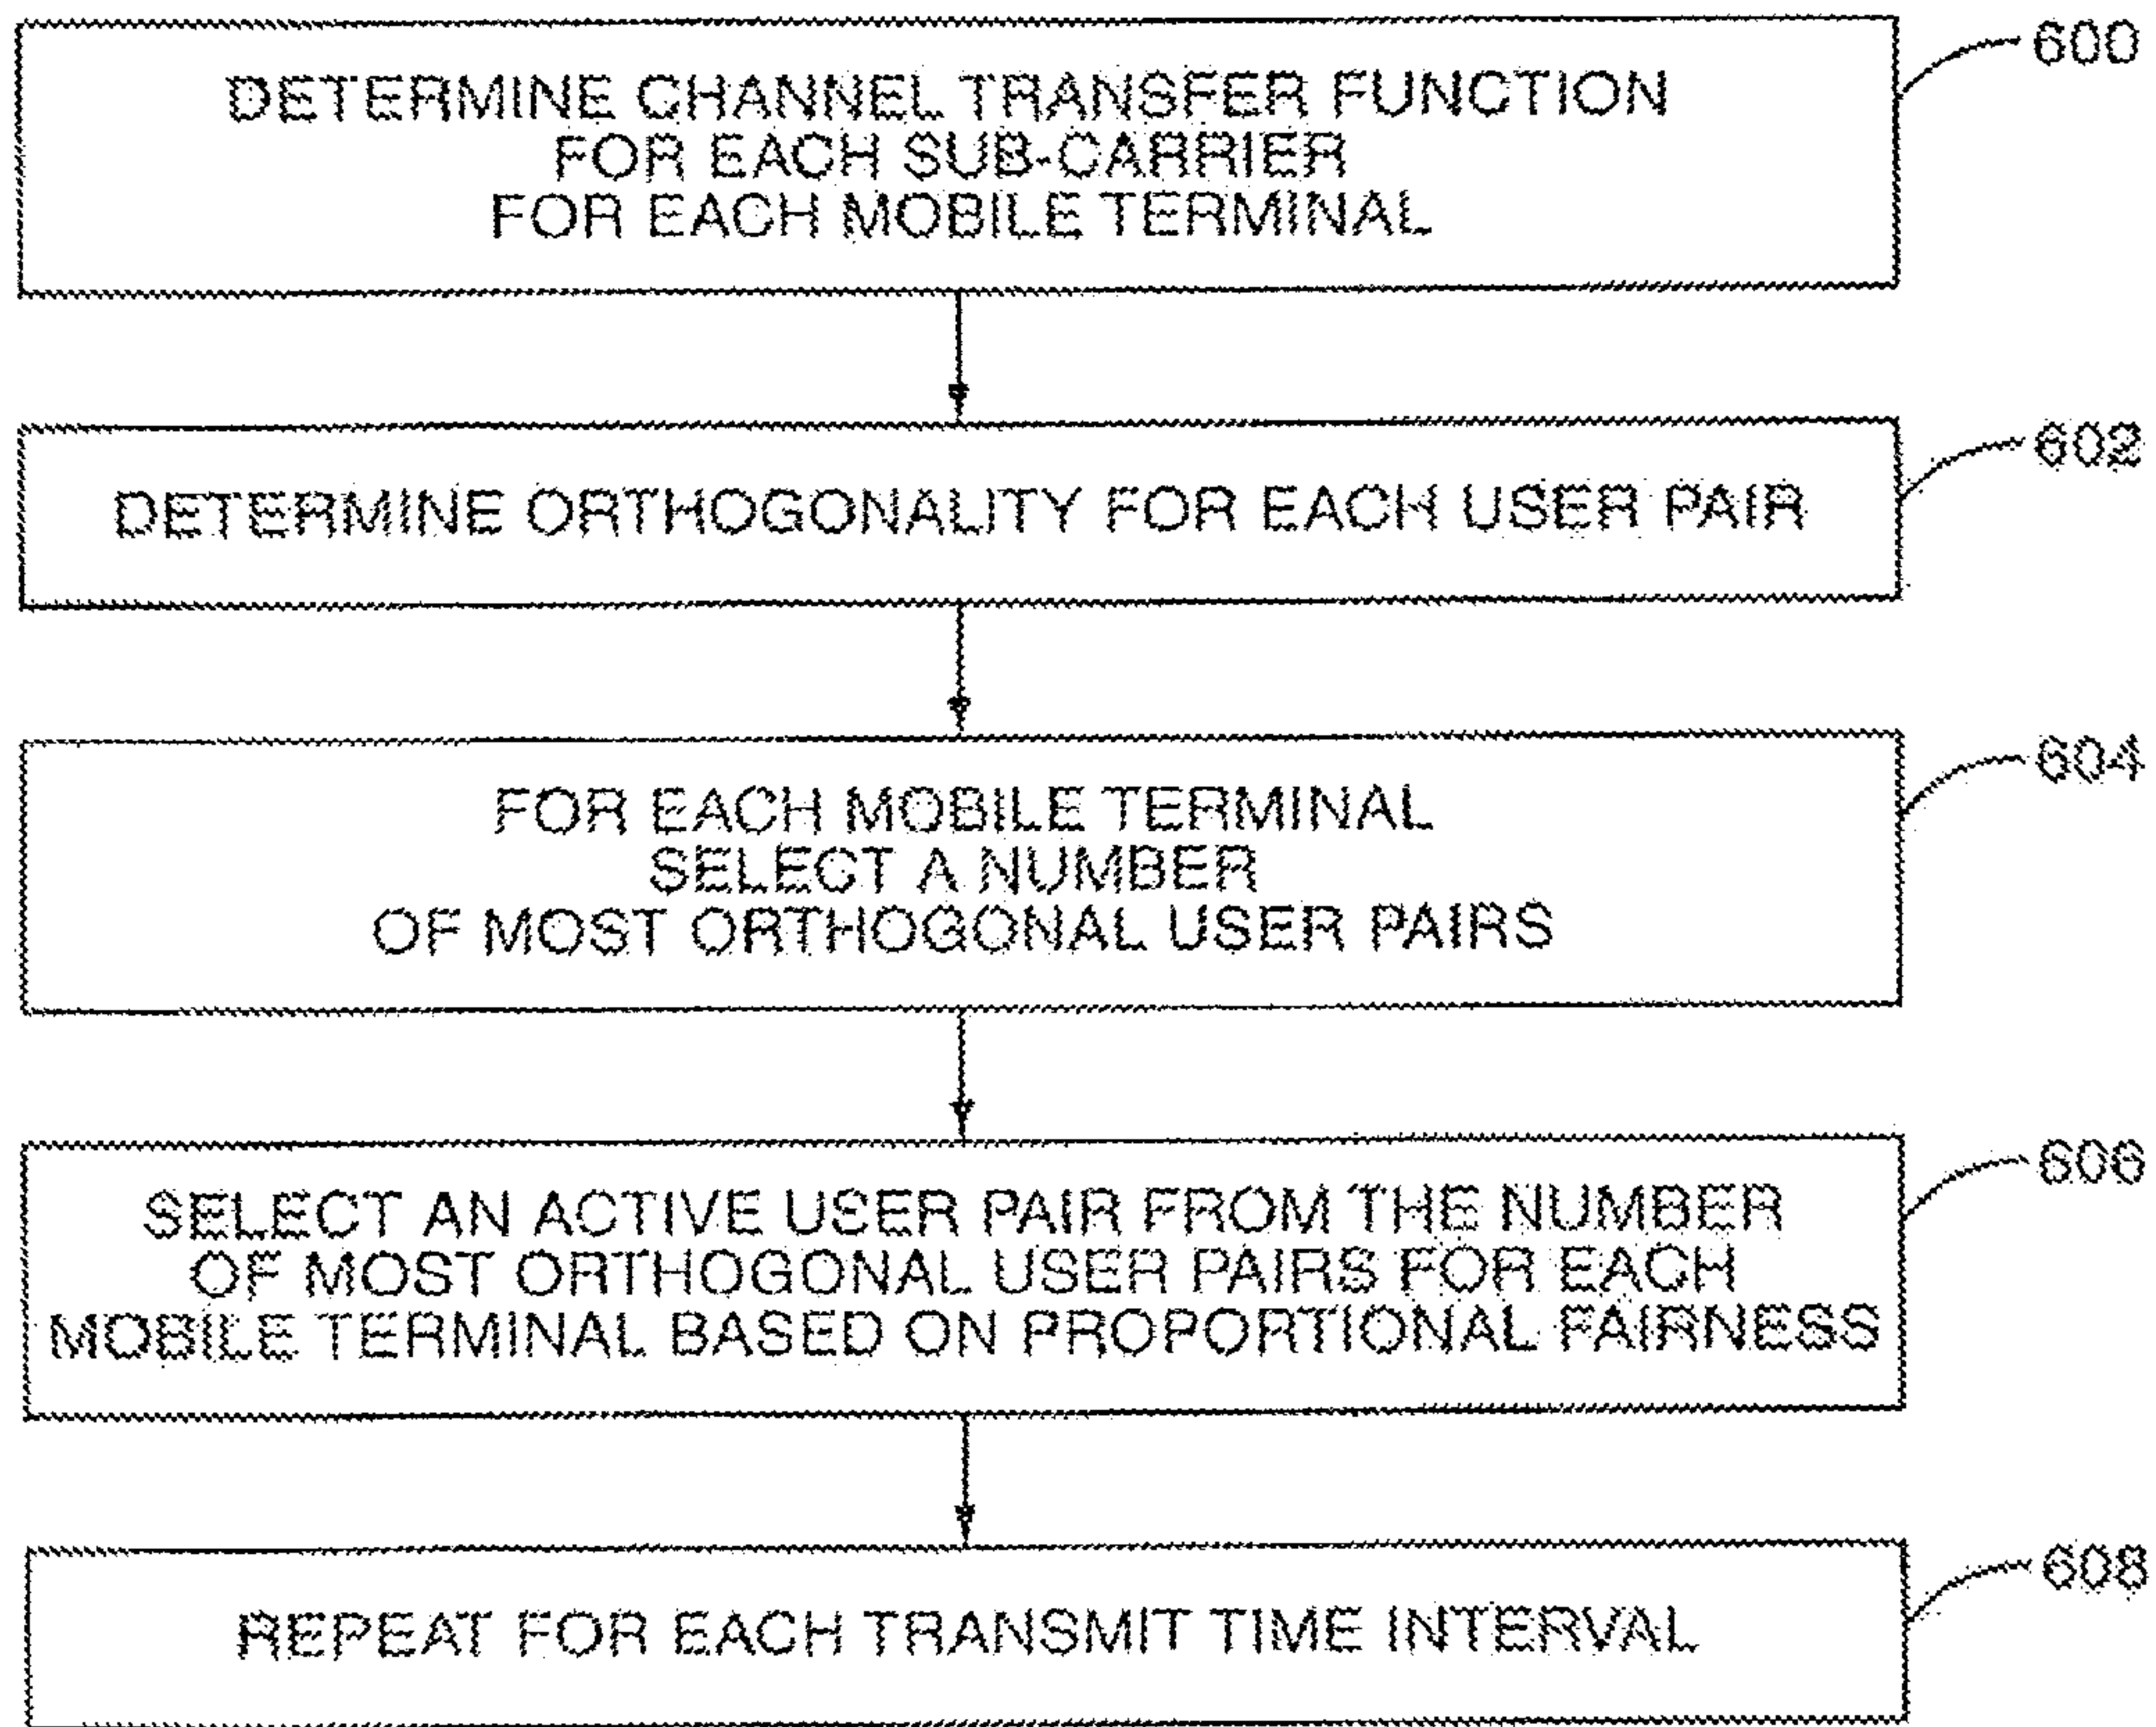 DETERMINE CHANNEL TRANSFER FUNCTION
FOR EACH SUB-CARRIER
FOR EACH MOBILE TERMINAL
600
DETERMINE ORTHOGONALITY FOR EACH USER PAIR
602
FOR EACH MOBILE TERMINAL
SELECT A NUMBER
OF MOST ORTHOGONAL USER PAIRS
604
SELECT AN ACTIVE USER PAIR FROM THE NUMBER
OF MOST ORTHOGONAL USER PAIRS FOR EACH
MOBILE TERMINAL BASED ON PROPORTIONAL FAIRNESS
606
REPEAT FOR EACH TRANSMIT TIME INTERVAL
608